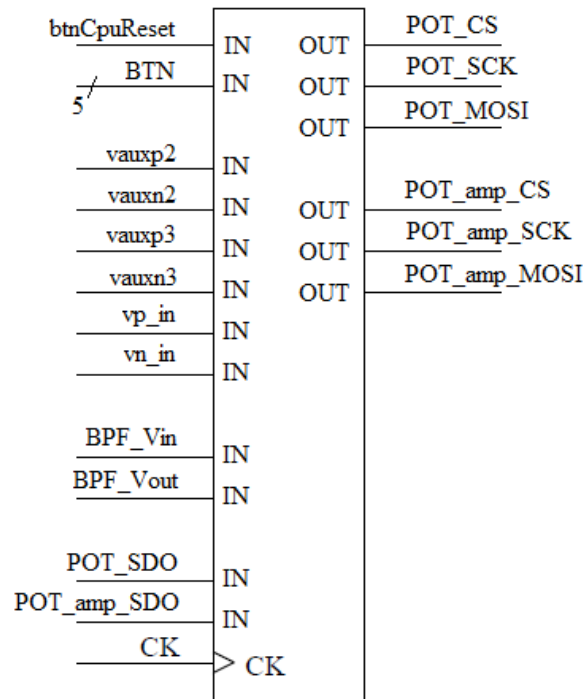 btnCpuReset IN OUT POT_CS
BTN 5 IN OUT POT_SCK
OUT POT_MOSI
vauxp2 IN
vauxn2 IN OUT POT_amp_CS
vauxp3 IN OUT POT_amp_SCK
vauxn3 IN OUT POT_amp_MOSI
vp_in IN
vn_in IN
BPF_Vin IN
BPF_Vout IN
POT_SDO IN
POT_amp_SDO IN
CK CK